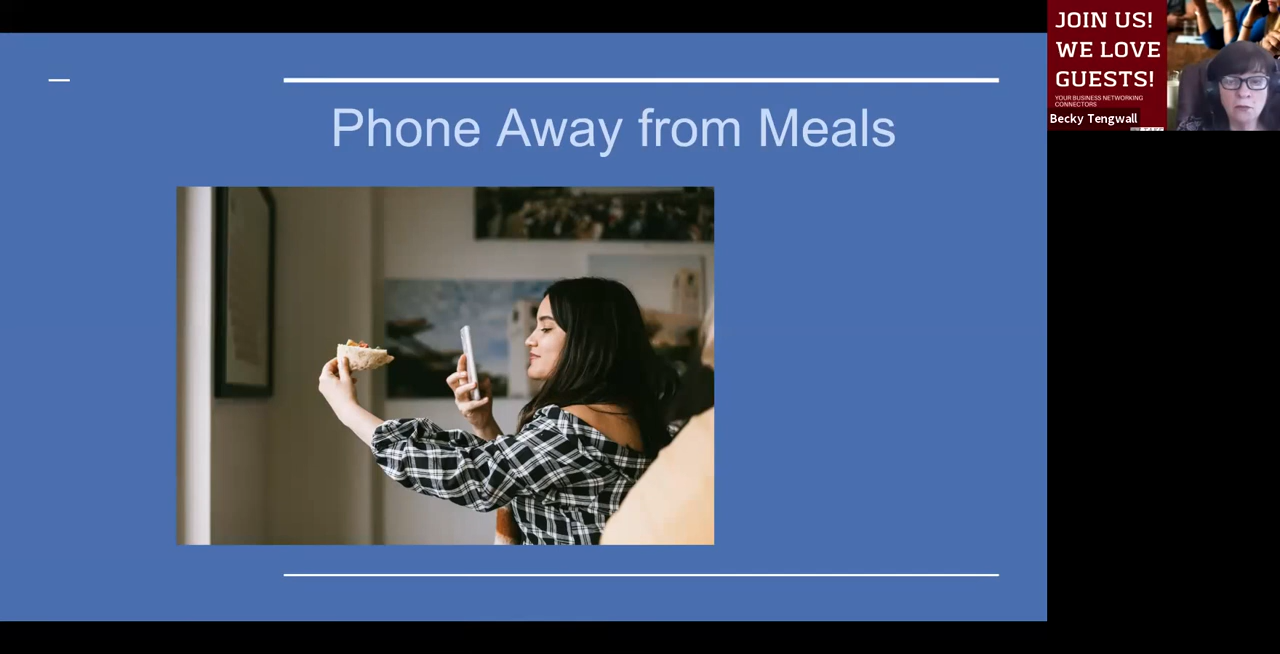 Phone Away from Meals
JOIN US!
WE LOVE
GUESTS!
YOUR BUSINESS NETWORKING
CONNECTORS
Becky Tengwall